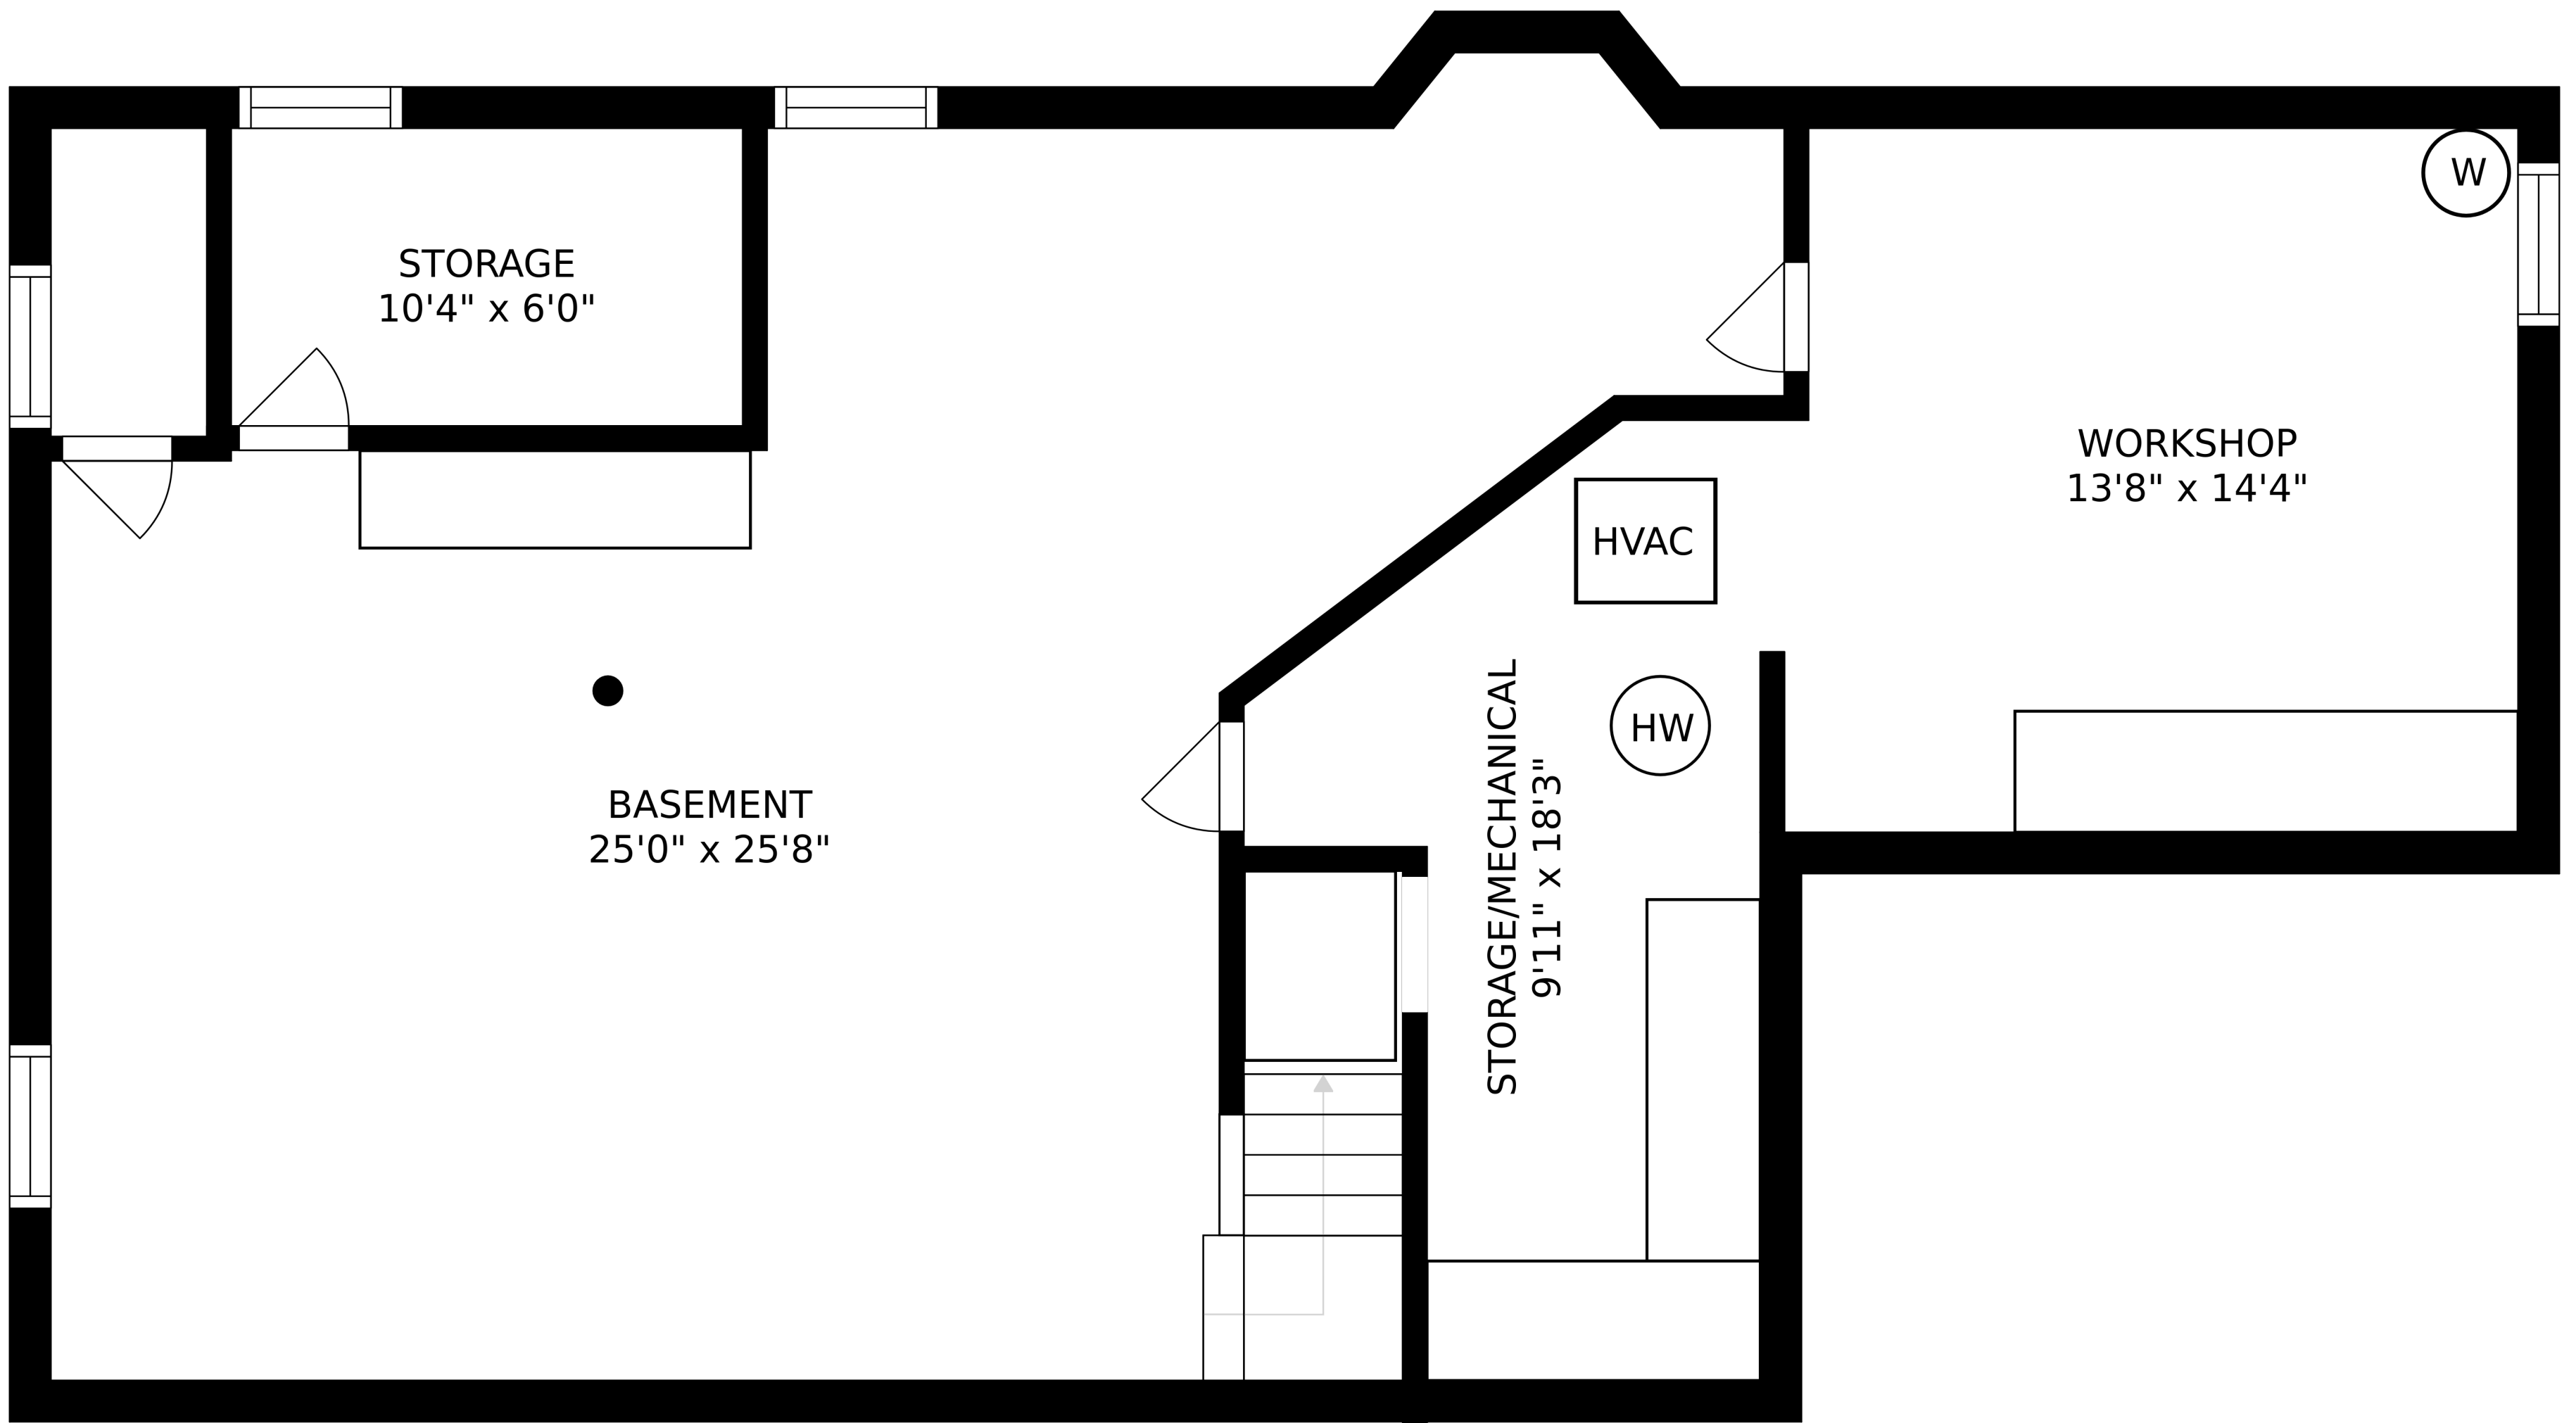 W
STORAGE
10'4" x 6'0"
WORKSHOP
13'8" x 14'4"
HVAC
HW
STORAGE/MECHANICAL
9'11" x 18'3"
BASEMENT
25'0" x 25'8"